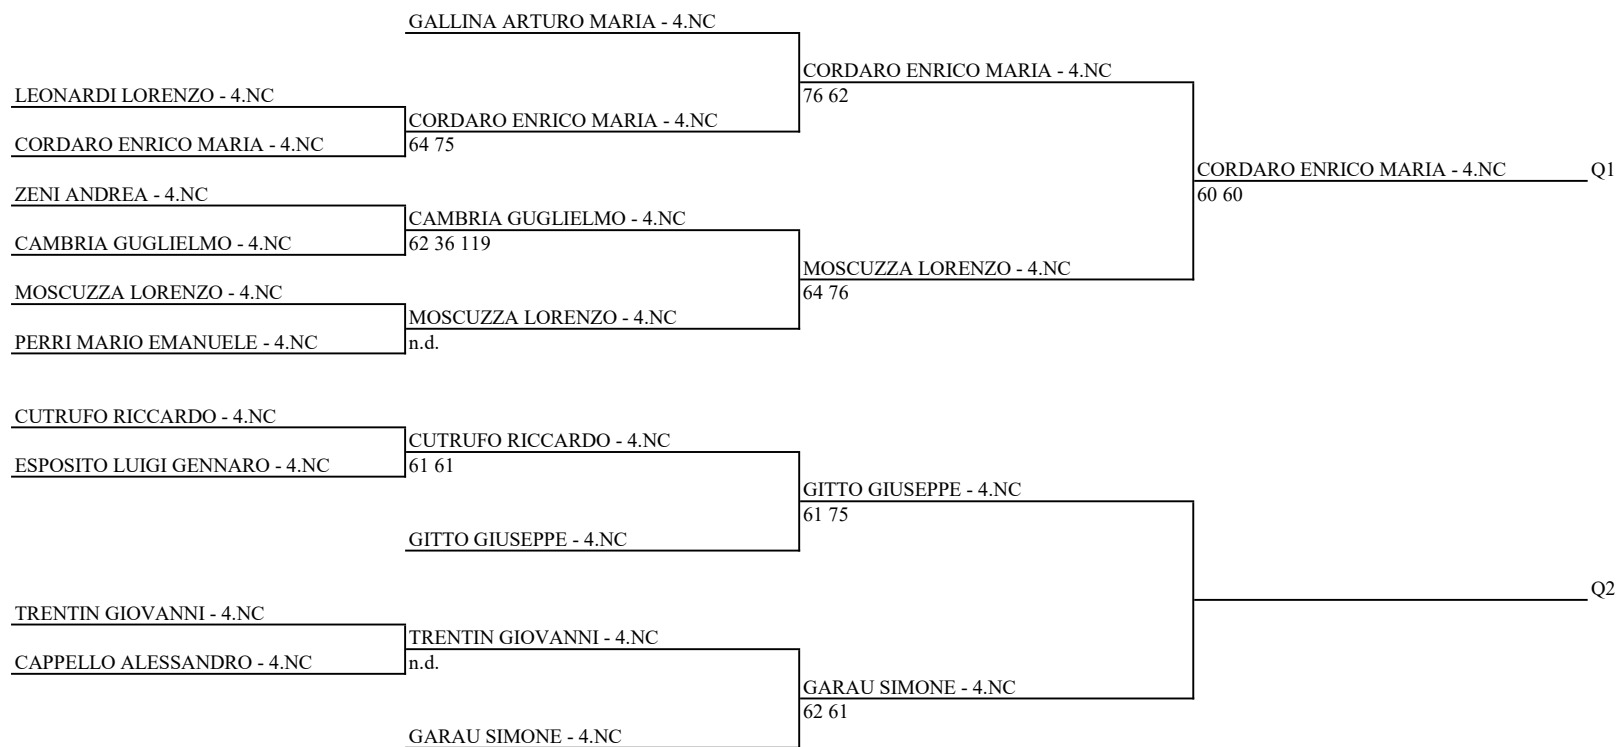 GALLINA ARTURO MARIA - 4.NC
CORDARO ENRICO MARIA - 4.NC
76 62
LEONARDI LORENZO - 4.NC
CORDARO ENRICO MARIA - 4.NC
64 75
CORDARO ENRICO MARIA - 4.NC
CORDARO ENRICO MARIA - 4.NC Q1
60 60
ZENI ANDREA - 4.NC
CAMBRIA GUGLIELMO - 4.NC
62 36 119
CAMBRIA GUGLIELMO - 4.NC
MOSCUZZA LORENZO - 4.NC
64 76
MOSCUZZA LORENZO - 4.NC
MOSCUZZA LORENZO - 4.NC
n.d.
PERRI MARIO EMANUELE - 4.NC
CUTRUFO RICCARDO - 4.NC
CUTRUFO RICCARDO - 4.NC
61 61
ESPOSITO LUIGI GENNARO - 4.NC
GITTO GIUSEPPE - 4.NC
61 75
GITTO GIUSEPPE - 4.NC
Q2
TRENTIN GIOVANNI - 4.NC
TRENTIN GIOVANNI - 4.NC
n.d.
CAPPELLO ALESSANDRO - 4.NC
GARAU SIMONE - 4.NC
62 61
GARAU SIMONE - 4.NC